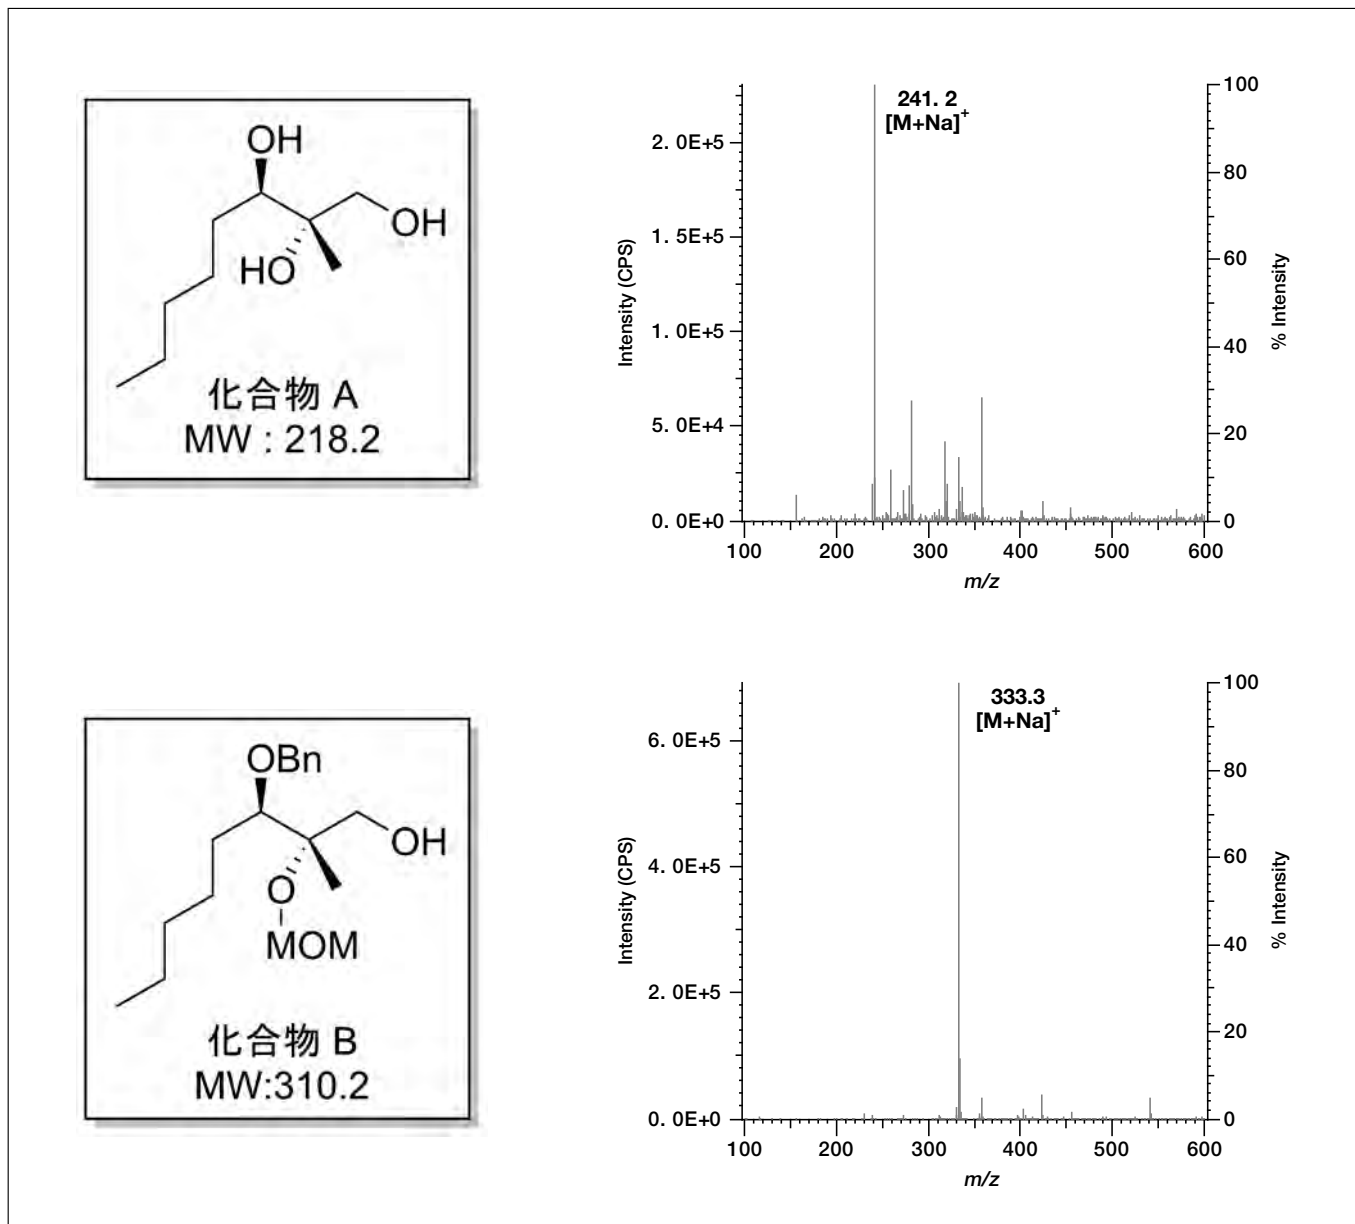 OH
OH
HO
化合物 A
MW : 218.2
241. 2
[M+Na]+
Intensity (CPS)
2. 0E+5
1. 5E+5
1. 0E+5
5. 0E+4
0. 0E+0
100
80
60
40
20
0
% Intensity
100 200 300 400 500 600
m/z
OBn
OH
O
MOM
化合物 B
MW:310.2
333.3
[M+Na]+
Intensity (CPS)
6. 0E+5
4. 0E+5
2. 0E+5
0. 0E+0
100
80
60
40
20
0
% Intensity
100 200 300 400 500 600
m/z